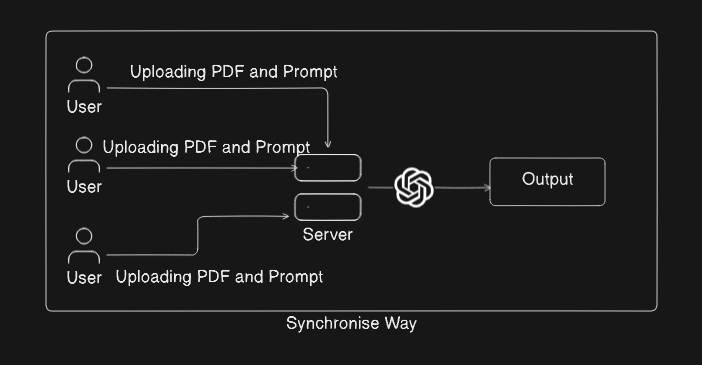 Uploading PDF and Prompt
User
Uploading PDF and Prompt
User
Output
Server
User
Uploading PDF and Prompt
Synchronise Way